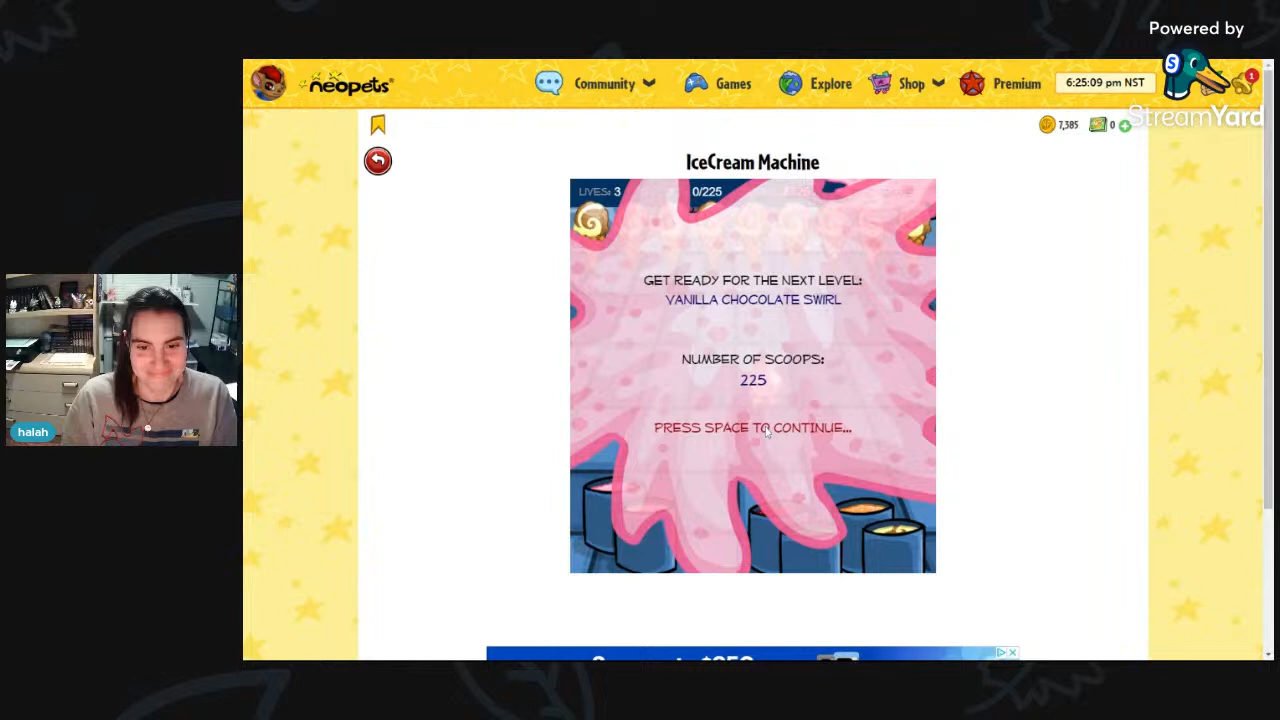 Powered by
StreamYard
neopets
Community
Games
Explore
Shop
Premium
6:25:09 pm NST
1
7,385
0
IceCream Machine
LIVES: 3
0/225
GET READY FOR THE NEXT LEVEL:
VANILLA CHOCOLATE SWIRL
NUMBER OF SCOOPS:
225
PRESS SPACE TO CONTINUE...
halah